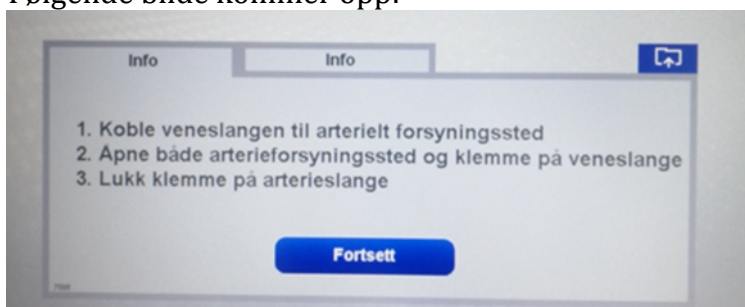 Følgende bilde kommer opp:
Info
Info
1. Koble veneslangen til arterielt forsyningssted
2. Åpne både arterieforsyningssted og klemme på veneslange
3. Lukk klemme på arterieslange
Fortsett